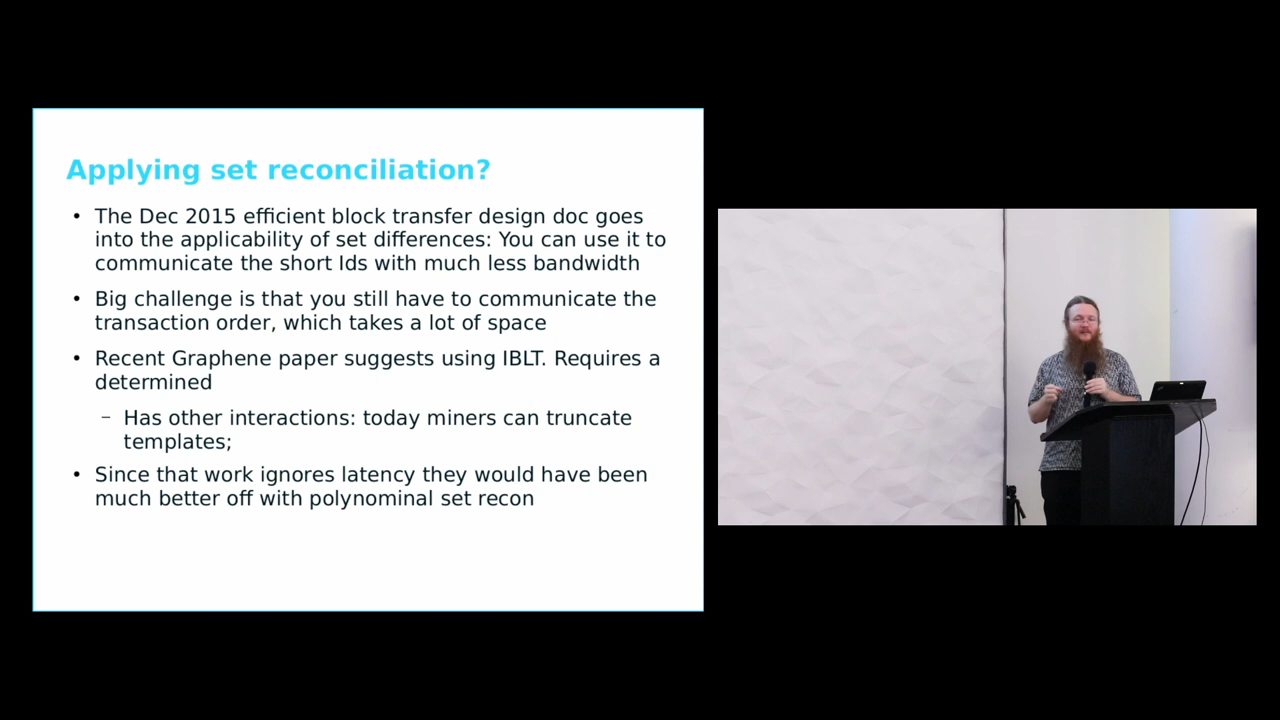 Applying set reconciliation?
• The Dec 2015 efficient block transfer design doc goes
into the applicability of set differences: You can use it to
communicate the short Ids with much less bandwidth
• Big challenge is that you still have to communicate the
transaction order, which takes a lot of space
• Recent Graphene paper suggests using IBLT. Requires a
determined
– Has other interactions: today miners can truncate
templates;
• Since that work ignores latency they would have been
much better off with polynominal set recon